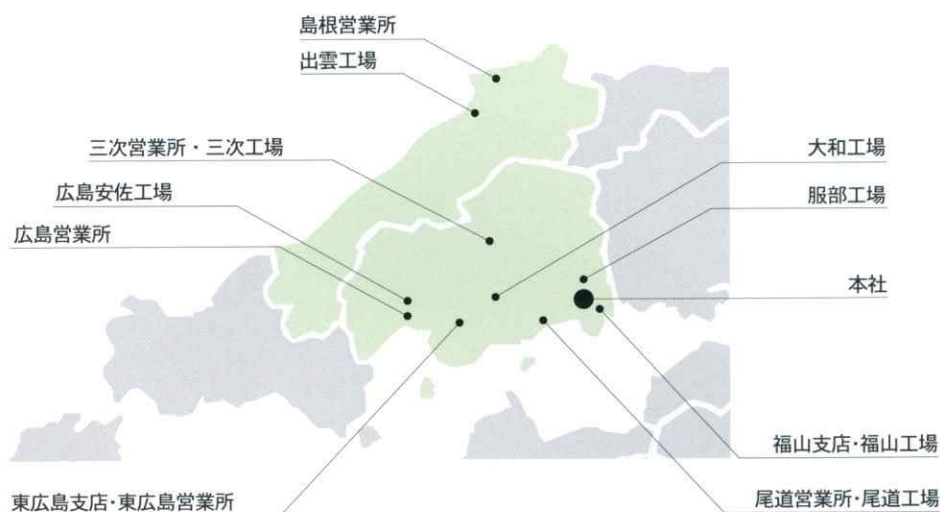 島根営業所
出雲工場
三次営業所・三次工場
大和工場
広島安佐工場
服部工場
広島営業所
本社
福山支店・福山工場
東広島支店・東広島営業所
尾道営業所・尾道工場